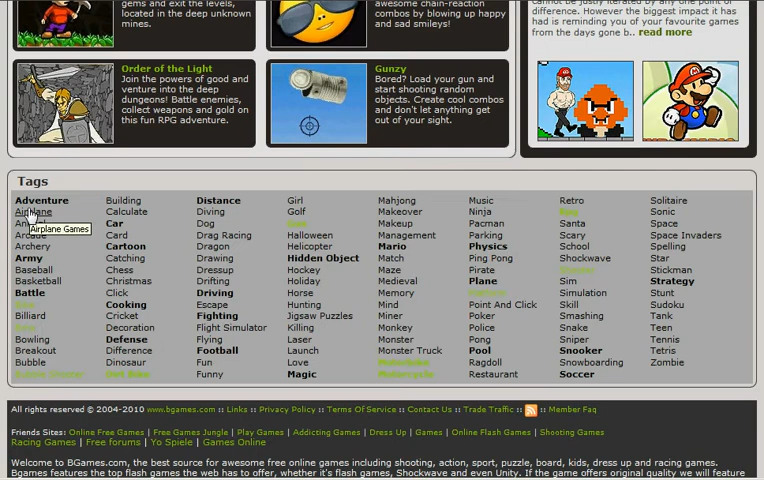 gems and exit the levels,
located in the deep unknown
mines.
awesome chain-reaction
combos by blowing up happy
and sad smileys!
difference. However the biggest impact it has
had is reminding you of your favourite games
from the days gone b.. read more
Order of the Light
Join the powers of good and
venture into the deep
dungeons! Battle enemies,
collect weapons and gold on
this fun RPG adventure.
Gunzy
Bored? Load your gun and
start shooting random
objects. Create cool combos
and don't let anything get
out of your sight.
Tags
Adventure Building Distance Girl Mahjong Music Retro Solitaire
Airplane Calculate Diving Golf Makeover Ninja Sonic
Car Dog Makeup Pacman Santa Space
Airplane Games
Arcade Card Drag Racing Halloween Management Parking Scary Space Invaders
Archery Cartoon Dragon Helicopter Mario Physics School Spelling
Army Catching Drawing Hidden Object Match Ping Pong Shockwave Star
Baseball Chess Dressup Hockey Maze Pirate Stickman
Basketball Christmas Drifting Holiday Medieval Plane Sim Strategy
Battle Click Driving Horse Memory Simulation Stunt
Cooking Escape Hunting Mind Point And Click Skill Sudoku
Billiard Cricket Fighting Jigsaw Puzzles Miner Poker Smashing Tank
Decoration Flight Simulator Killing Monkey Police Snake Teen
Bowling Defense Flying Laser Monster Pong Sniper Tennis
Breakout Difference Football Launch Monster Truck Pool Snooker Tetris
Bubble Dinosaur Fun Love Ragdoll Snowboarding Zombie
Funny Magic Motorcycle Restaurant Soccer
All rights reserved © 2004-2010 www.bgames.com :: Links :: Privacy Policy :: Terms Of Service :: Contact Us :: Trade Traffic :: :: Member Faq
Friends Sites: Online Free Games | Free Games Jungle | Play Games | Addicting Games | Dress Up | Games | Online Flash Games | Shooting Games
Racing Games | Free forums | Yo Spiele | Games Online
Welcome to BGames.com, the best source for awesome free online games including shooting, action, sport, puzzle, board, kids, dress up and racing games.
Bgames features the top flash games the web has to offer, whether it's flash games, Shockwave and even Unity. If the game offers original quality we will feature